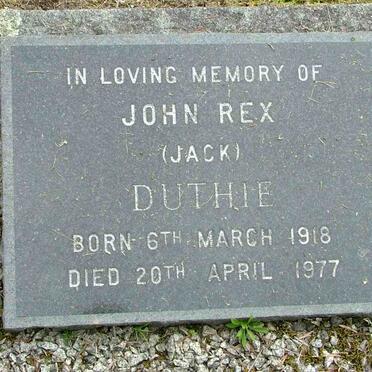 IN LOVING MEMORY OF
JOHN REX
(JACK)
DUTHIE
BORN 6TH MARCH 1918
DIED 20TH APRIL 1977